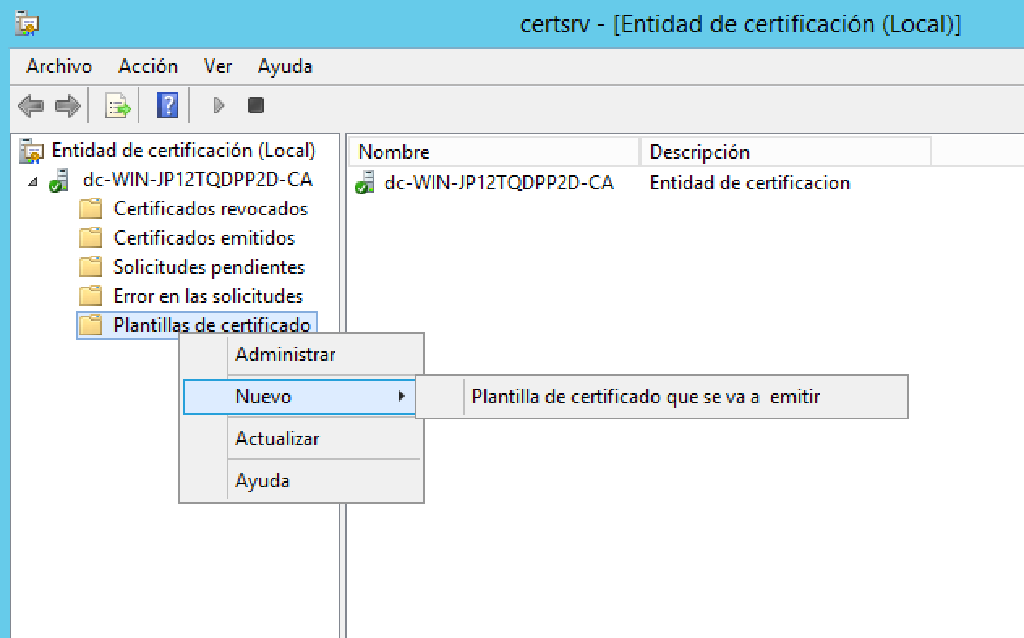 certsrv - [Entidad de certificación (Local)]
Archivo Acción Ver Ayuda
Entidad de certificación (Local)
dc-WIN-JP12TQDPP2D-CA
Certificados revocados
Certificados emitidos
Solicitudes pendientes
Error en las solicitudes
Plantillas de certificado
Nombre Descripción
dc-WIN-JP12TQDPP2D-CA Entidad de certificacion
Administrar
Nuevo
Plantilla de certificado que se va a emitir
Actualizar
Ayuda